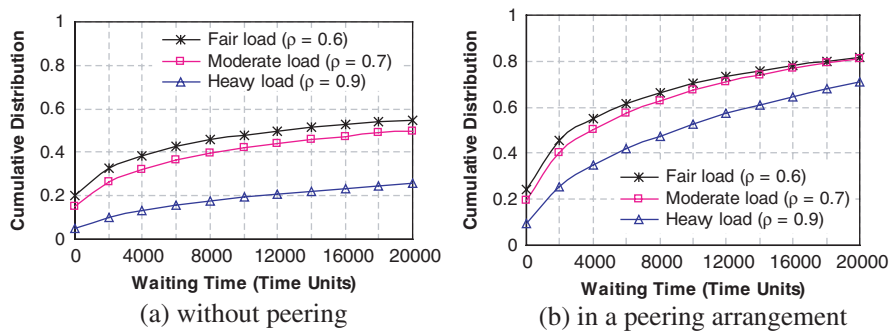 Cumulative Distribution
1
0.8
0.6
0.4
0.2
0
Fair load (ρ = 0.6)
Moderate load (ρ = 0.7)
Heavy load (ρ = 0.9)
0 4000 8000 12000 16000 20000
Waiting Time (Time Units)
(a) without peering
Cumulative Distribution
1
0.8
0.6
0.4
0.2
0
Fair load (ρ = 0.6)
Moderate load (ρ = 0.7)
Heavy load (ρ = 0.9)
0 4000 8000 12000 16000 20000
Waiting Time (Time Units)
(b) in a peering arrangement